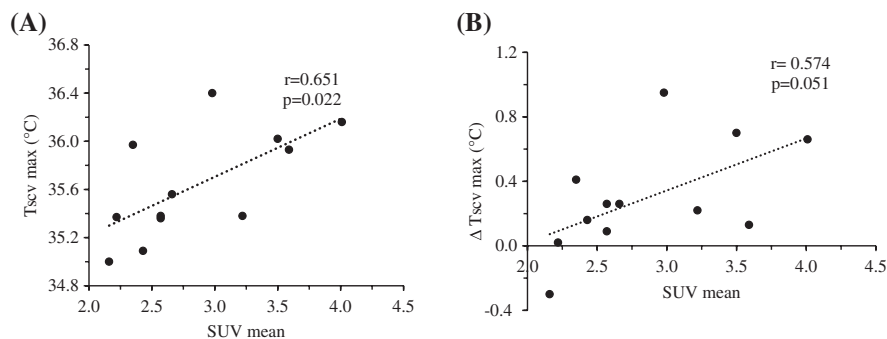 (A)
36.8
36.4
36.0
35.6
35.2
34.8
Tscv max (°C)
r=0.651
p=0.022
2.0 2.5 3.0 3.5 4.0 4.5
SUV mean
(B)
1.2
0.8
0.4
0.0
-0.4
Δ Tscv max (°C)
r= 0.574
p=0.051
2.0 2.5 3.0 3.5 4.0 4.5
SUV mean